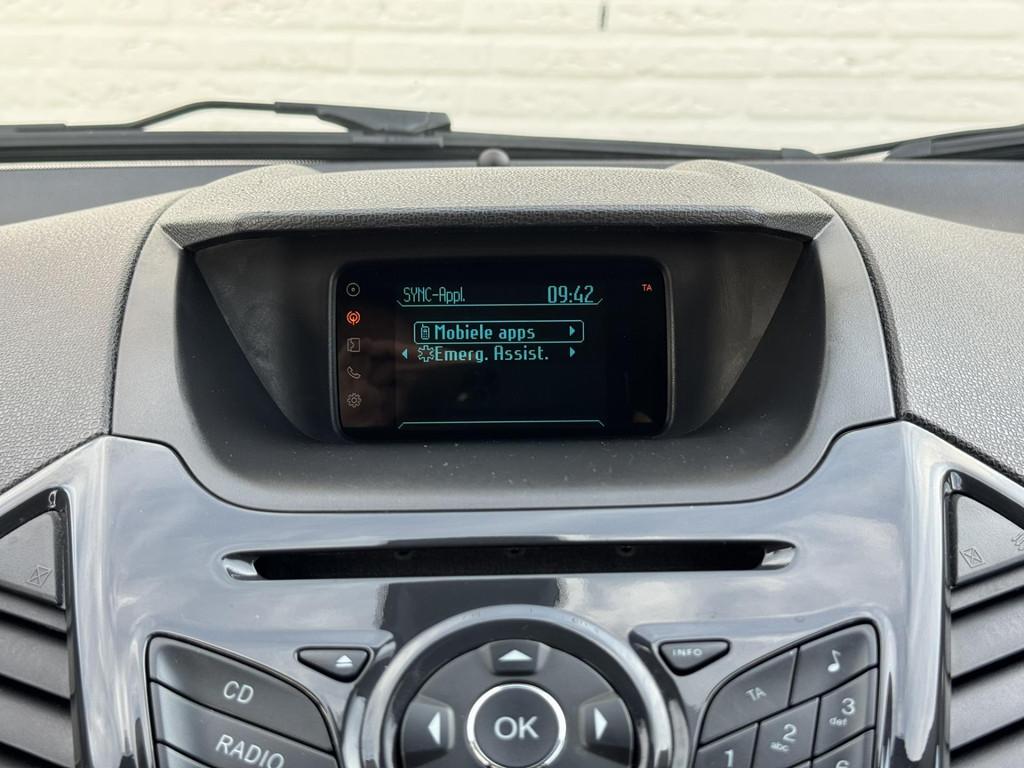 SYNC-Appl. 09:42 TA
Mobiele apps
Emerg. Assist.
INFO
CD
TA
3
def
RADIO
2
abc
1
OK
6